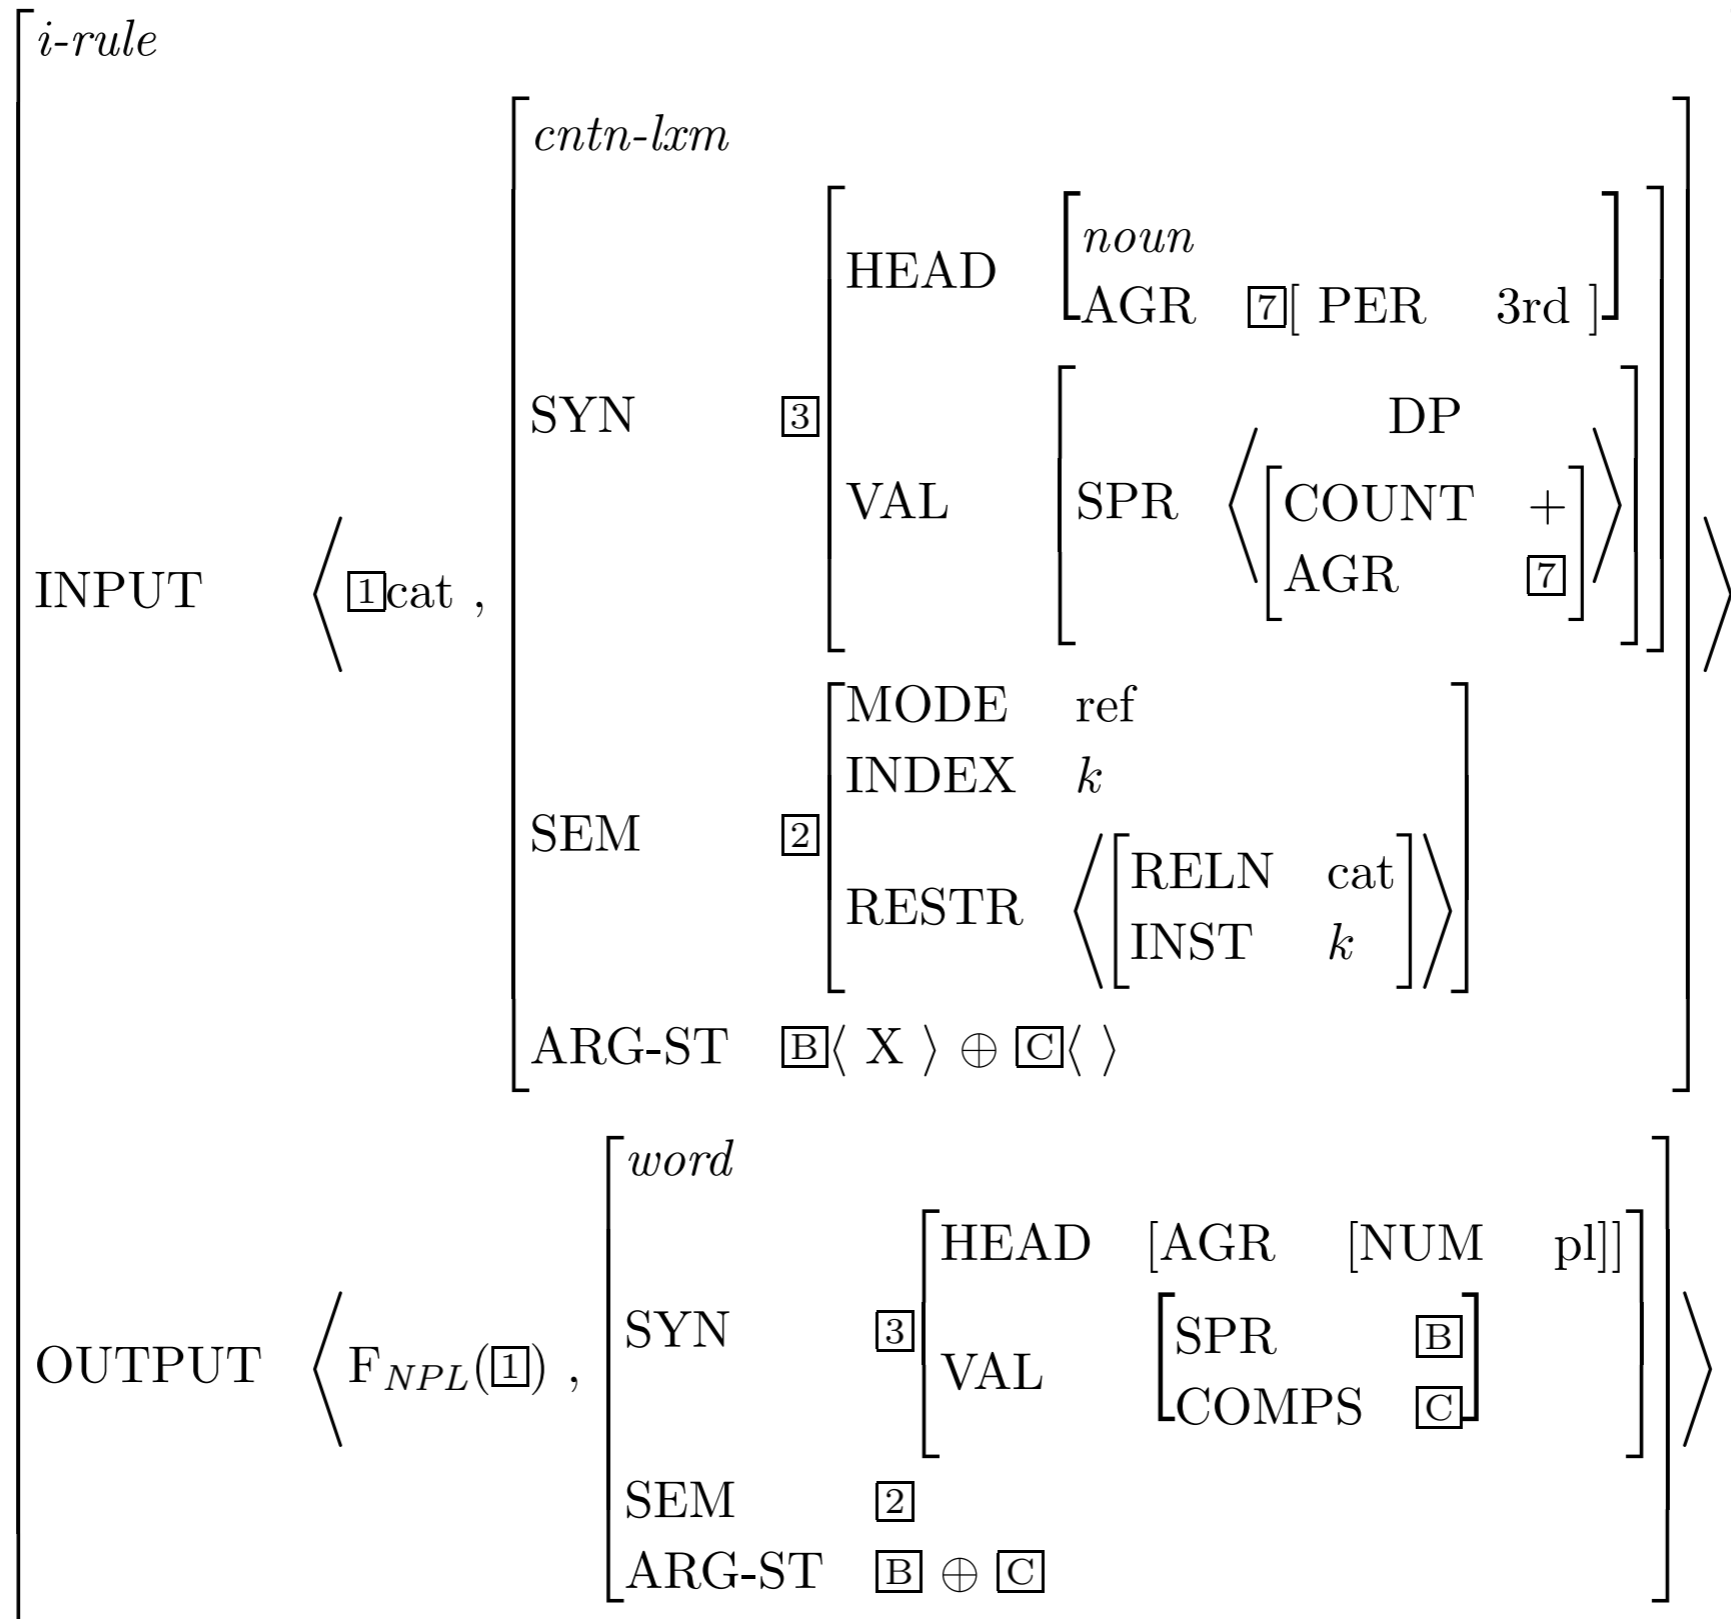 i-rule
cntn-lxm
noun
HEAD
AGR 7[ PER 3rd ]
DP
SYN 3
VAL SPR ⟨ COUNT + ⟩
AGR 7
INPUT ⟨ 1cat , ⟩
MODE ref
INDEX k
SEM 2
RELN cat
RESTR ⟨ ⟩
INST k
ARG-ST B⟨ X ⟩ ⊕ C⟨ ⟩
word
HEAD [AGR [NUM pl]]
SYN 3
SPR B
OUTPUT ⟨ F_NPL(1) , VAL ⟩
COMPS C
SEM 2
ARG-ST B ⊕ C